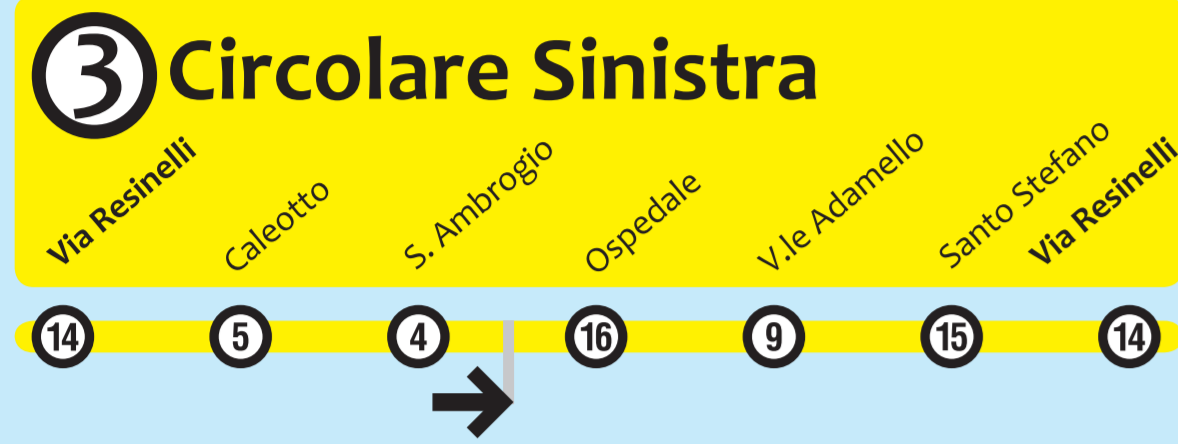 3 Circolare Sinistra
Via Resinelli
Caleotto
S. Ambrogio
Ospedale
V.le Adamello
Santo Stefano
Via Resinelli
14 5 4 16 9 15 14